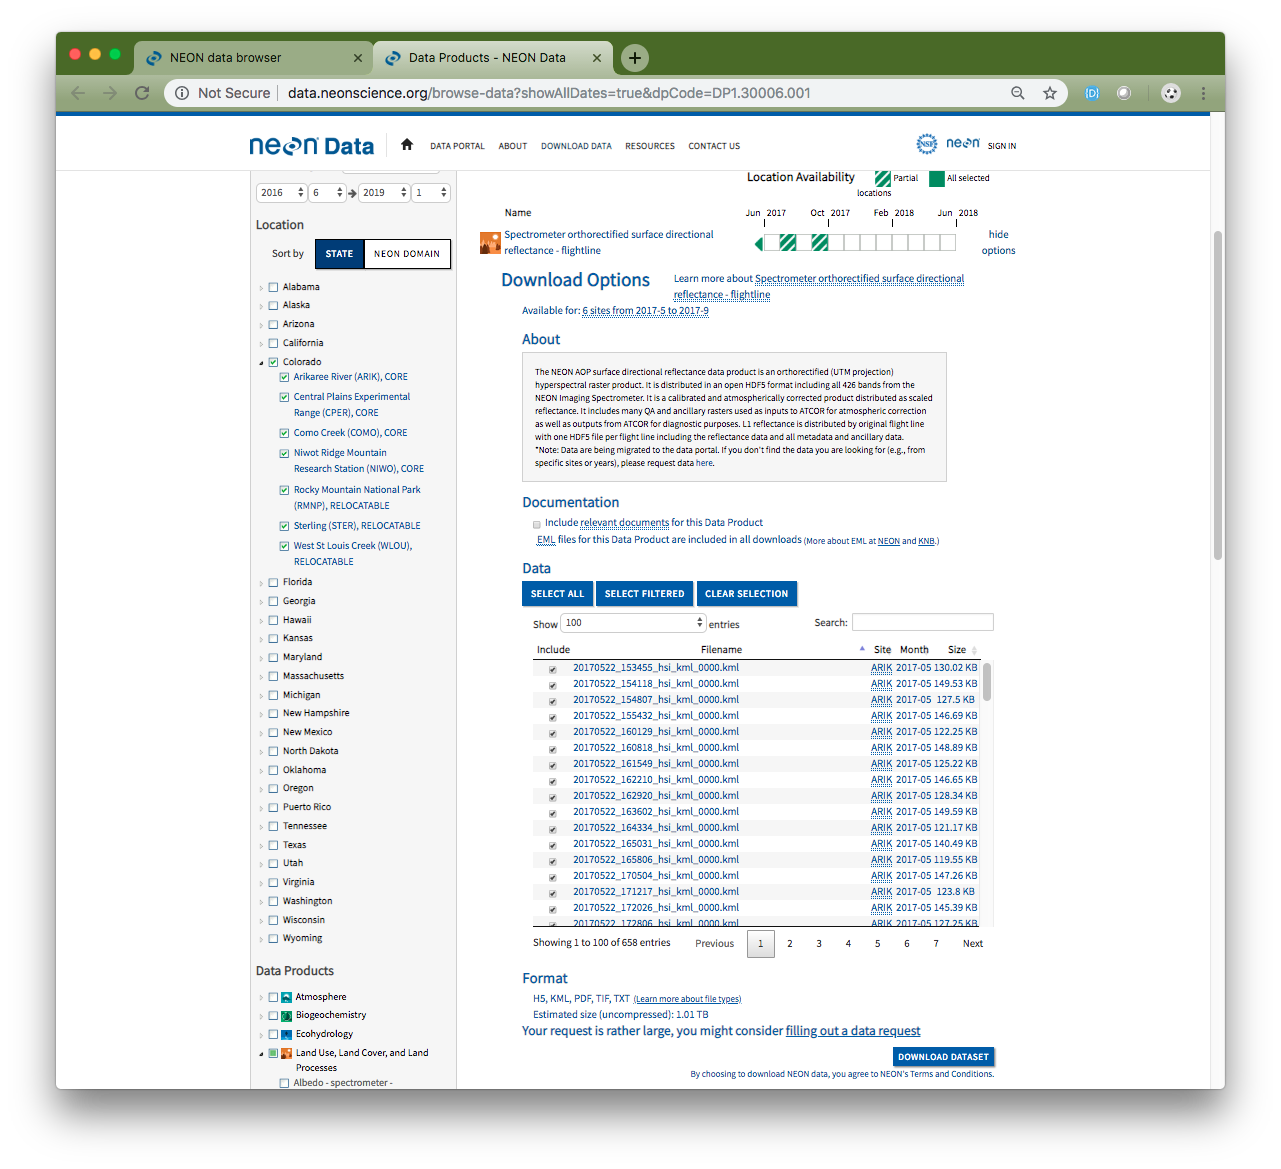 NEON data browser
Data Products - NEON Data
Not Secure
data.neonscience.org/browse-data?showAllDates=true&dpCode=DP1.30006.001
neon Data
DATA PORTAL
ABOUT
DOWNLOAD DATA
RESOURCES
CONTACT US
NSF
neon
SIGN IN
2016
6
2019
1
Location
Sort by
STATE
NEON DOMAIN
Alabama
Alaska
Arizona
California
Colorado
Arikaree River (ARIK), CORE
Central Plains Experimental
Range (CPER), CORE
Como Creek (COMO), CORE
Niwot Ridge Mountain
Research Station (NIWO), CORE
Rocky Mountain National Park
(RMNP), RELOCATABLE
Sterling (STER), RELOCATABLE
West St Louis Creek (WLOU),
RELOCATABLE
Florida
Georgia
Hawaii
Kansas
Maryland
Massachusetts
Michigan
New Hampshire
New Mexico
North Dakota
Oklahoma
Oregon
Puerto Rico
Tennessee
Texas
Utah
Virginia
Washington
Wisconsin
Wyoming
Data Products
Atmosphere
Biogeochemistry
Ecohydrology
Land Use, Land Cover, and Land
Processes
Albedo - spectrometer -
Location Availability
Partial
All selected
locations
Name
Jun 2017
Oct 2017
Feb 2018
Jun 2018
Spectrometer orthorectified surface directional
reflectance - flightline
hide
options
Download Options
Learn more about Spectrometer orthorectified surface directional
reflectance - flightline
Available for: 6 sites from 2017-5 to 2017-9
About
The NEON AOP surface directional reflectance data product is an orthorectified (UTM projection)
hyperspectral raster product. It is distributed in an open HDF5 format including all 426 bands from the
NEON Imaging Spectrometer. It is a calibrated and atmospherically corrected product distributed as scaled
reflectance. It includes many QA and ancillary rasters used as inputs to ATCOR for atmospheric correction
as well as outputs from ATCOR for diagnostic purposes. L1 reflectance is distributed by original flight line
with one HDF5 file per flight line including the reflectance data and all metadata and ancillary data.
*Note: Data are being migrated to the data portal. If you don't find the data you are looking for (e.g., from
specific sites or years), please request data here.
Documentation
Include relevant documents for this Data Product
EML files for this Data Product are included in all downloads (More about EML at NEON and KNB.)
Data
SELECT ALL
SELECT FILTERED
CLEAR SELECTION
Show 100 entries
Search:
Include Filename Site Month Size
20170522_153455_hsi_kml_0000.kml ARIK 2017-05 130.02 KB
20170522_154118_hsi_kml_0000.kml ARIK 2017-05 149.53 KB
20170522_154807_hsi_kml_0000.kml ARIK 2017-05 127.5 KB
20170522_155432_hsi_kml_0000.kml ARIK 2017-05 146.69 KB
20170522_160129_hsi_kml_0000.kml ARIK 2017-05 122.25 KB
20170522_160818_hsi_kml_0000.kml ARIK 2017-05 148.89 KB
20170522_161549_hsi_kml_0000.kml ARIK 2017-05 125.22 KB
20170522_162210_hsi_kml_0000.kml ARIK 2017-05 146.65 KB
20170522_162920_hsi_kml_0000.kml ARIK 2017-05 128.34 KB
20170522_163602_hsi_kml_0000.kml ARIK 2017-05 149.59 KB
20170522_164334_hsi_kml_0000.kml ARIK 2017-05 121.17 KB
20170522_165031_hsi_kml_0000.kml ARIK 2017-05 140.49 KB
20170522_165806_hsi_kml_0000.kml ARIK 2017-05 119.55 KB
20170522_170504_hsi_kml_0000.kml ARIK 2017-05 147.26 KB
20170522_171217_hsi_kml_0000.kml ARIK 2017-05 123.8 KB
20170522_172026_hsi_kml_0000.kml ARIK 2017-05 145.39 KB
20170522_172806_hsi_kml_0000.kml ARIK 2017-05 127.25 KB
Showing 1 to 100 of 658 entries
Previous 1 2 3 4 5 6 7 Next
Format
H5, KML, PDF, TIF, TXT (Learn more about file types)
Estimated size (uncompressed): 1.01 TB
Your request is rather large, you might consider filling out a data request
DOWNLOAD DATASET
By choosing to download NEON data, you agree to NEON's Terms and Conditions.